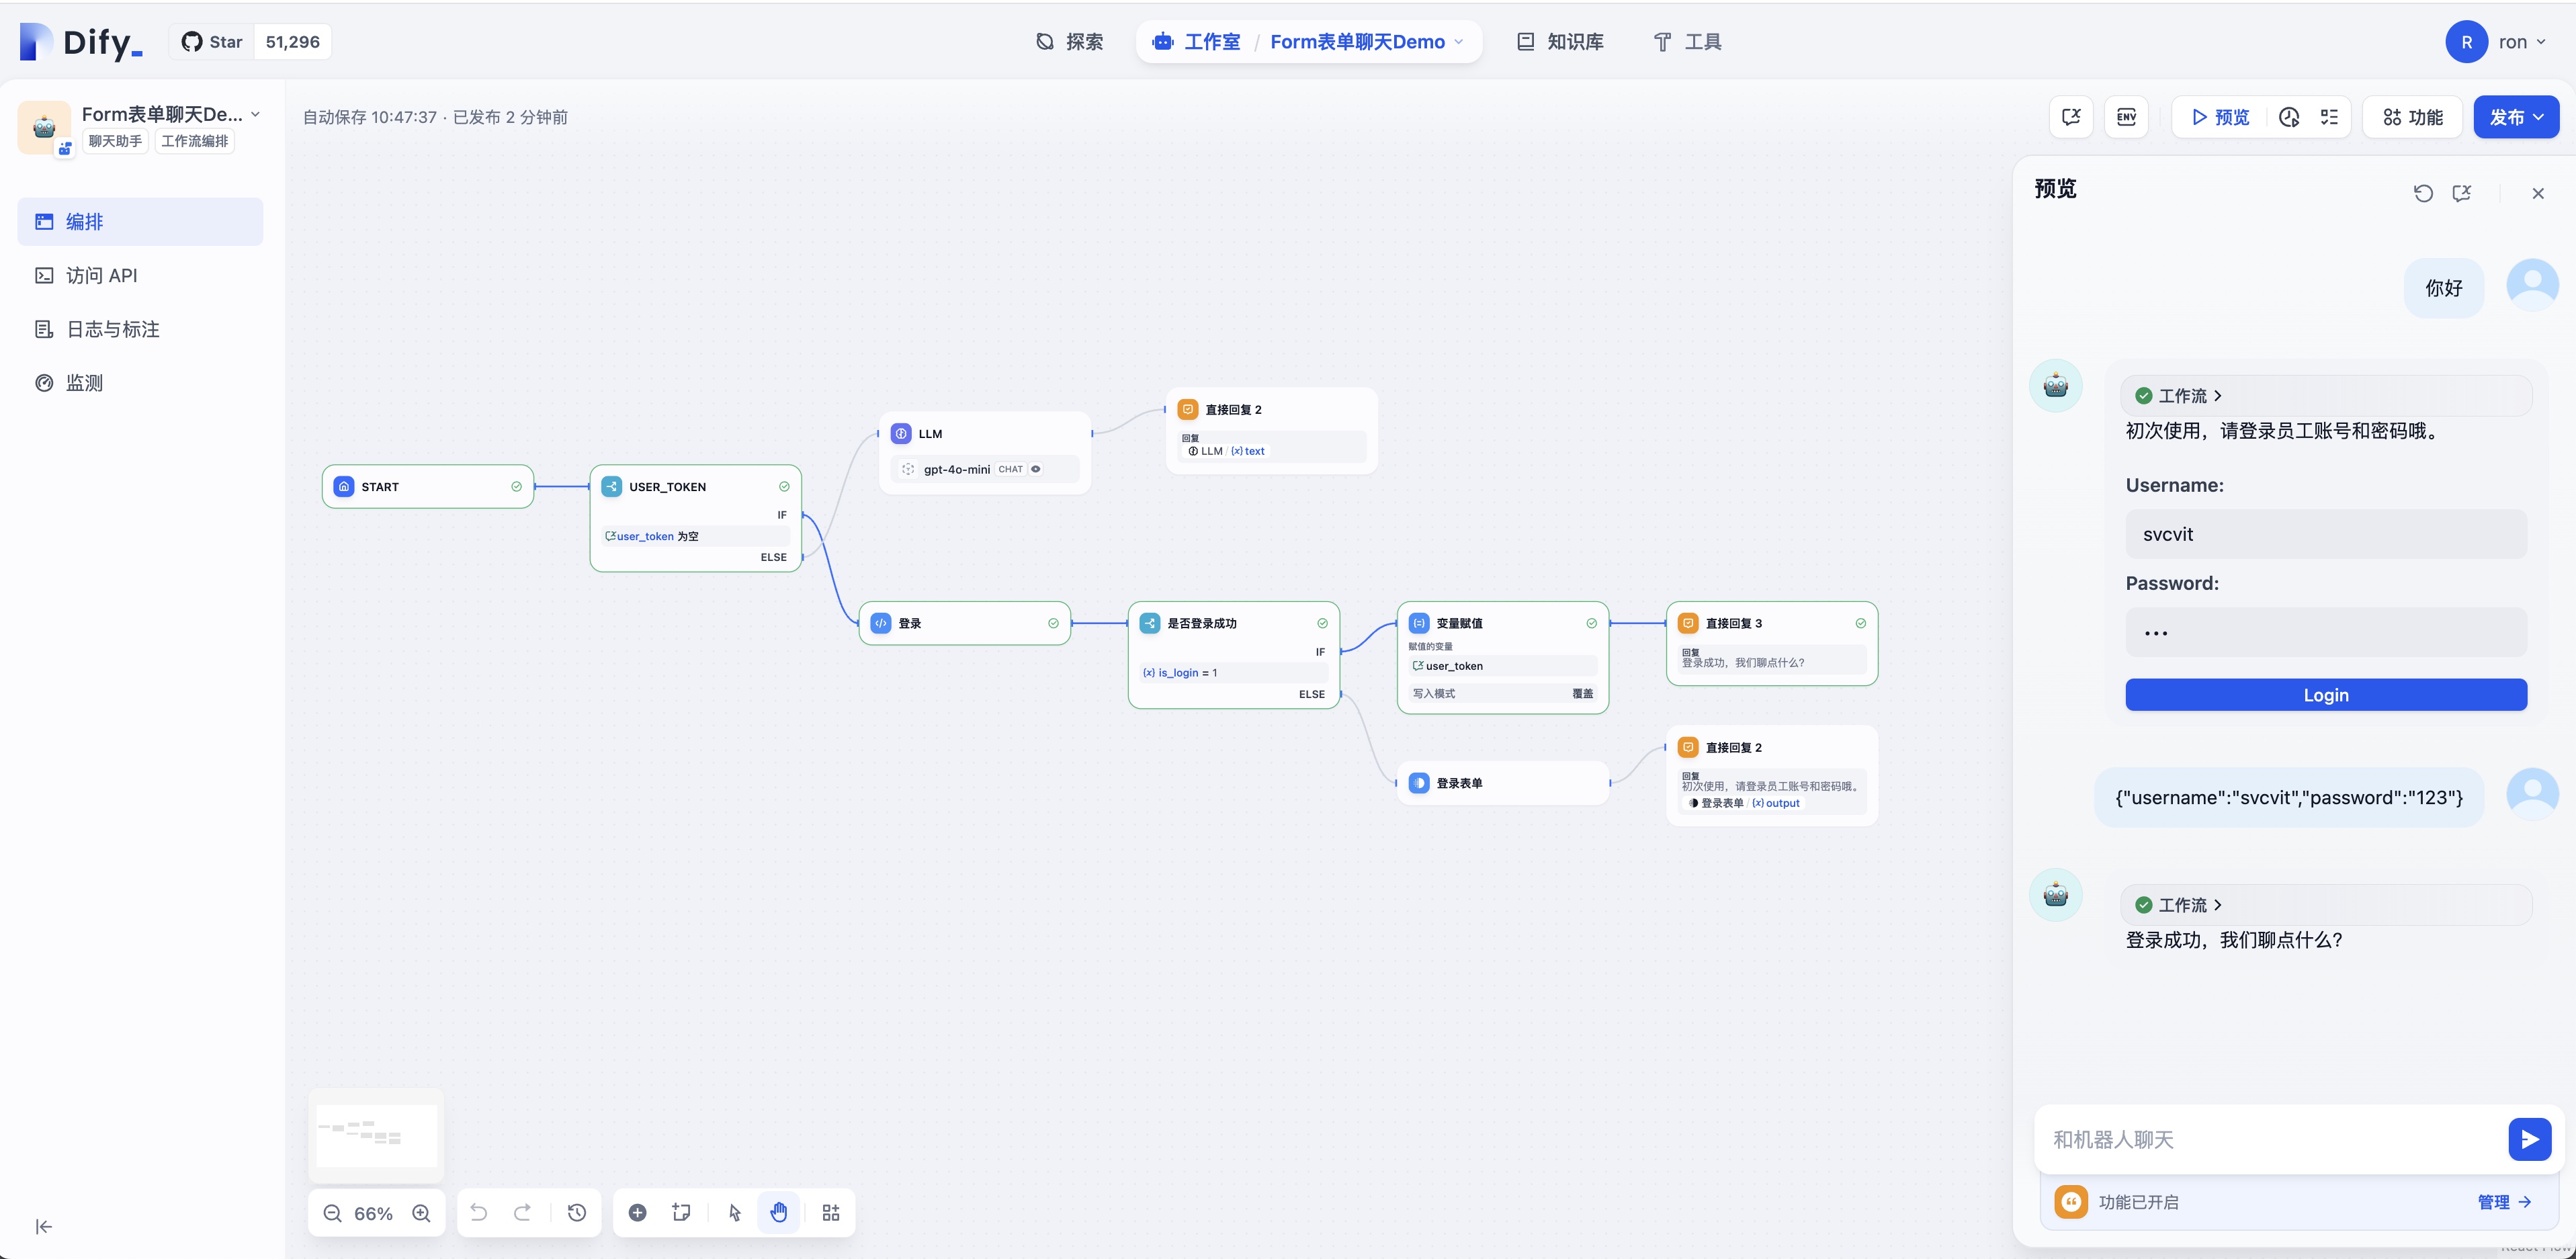 Dify_
Star 51,296
探索
工作室 / Form表单聊天Demo
知识库
工具
R ron
Form表单聊天De...
聊天助手 工作流编排
编排
访问 API
日志与标注
监测
自动保存 10:47:37 · 已发布 2 分钟前
ENV
预览
功能
发布
START
USER_TOKEN
IF
user_token 为空
ELSE
LLM
gpt-4o-mini CHAT
直接回复 2
回复
LLM / (x) text
登录
是否登录成功
IF
(x) is_login = 1
ELSE
变量赋值
赋值的变量
user_token
写入模式 覆盖
直接回复 3
回复
登录成功，我们聊点什么?
登录表单
直接回复 2
回复
初次使用，请登录员工账号和密码哦。
登录表单 / (x) output
66%
预览
你好
工作流
初次使用，请登录员工账号和密码哦。
Username:
svcvit
Password:
•••
Login
{"username":"svcvit","password":"123"}
工作流
登录成功，我们聊点什么?
和机器人聊天
功能已开启
管理